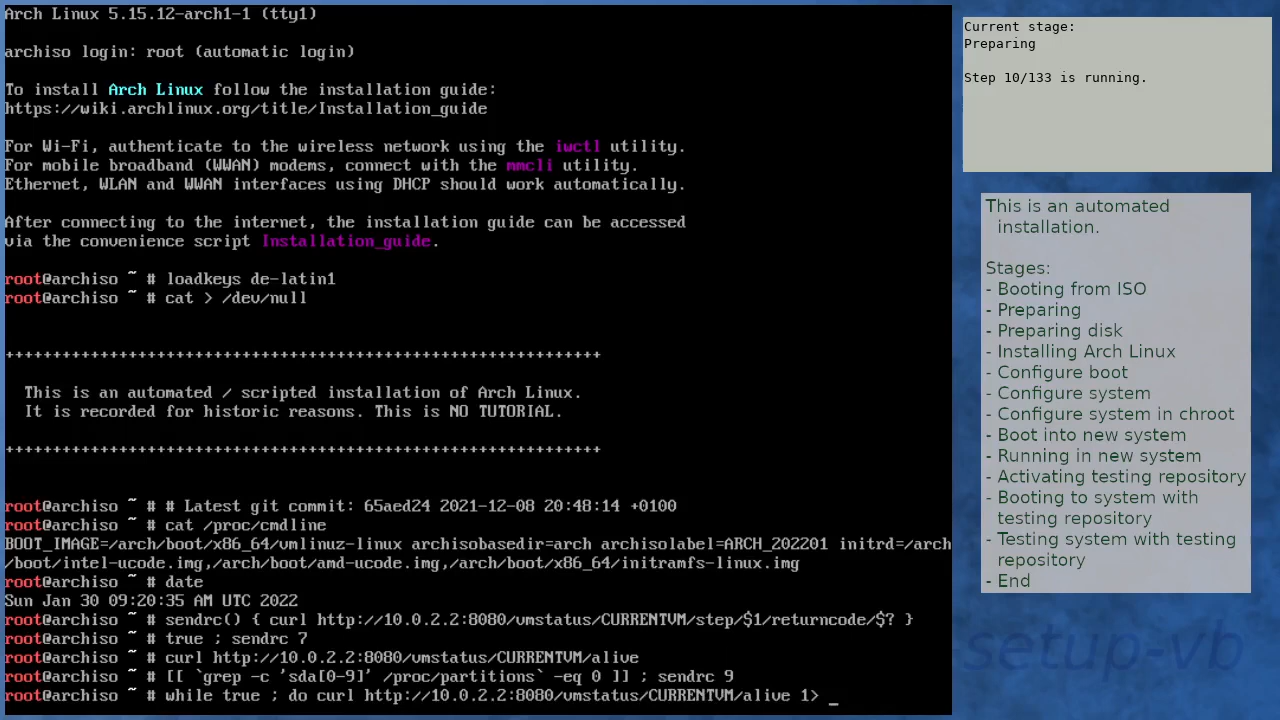 Arch Linux 5.15.12-arch1-1 (tty1)
archiso login: root (automatic login)
To install Arch Linux follow the installation guide:
https://wiki.archlinux.org/title/Installation_guide
For Wi-Fi, authenticate to the wireless network using the iwctl utility.
For mobile broadband (WWAN) modems, connect with the mmcli utility.
Ethernet, WLAN and WWAN interfaces using DHCP should work automatically.
After connecting to the internet, the installation guide can be accessed
via the convenience script Installation_guide.
root@archiso ~ # loadkeys de-latin1
root@archiso ~ # cat > /dev/null
+++++++++++++++++++++++++++++++++++++++++++++++++++++++++++++++
This is an automated / scripted installation of Arch Linux.
It is recorded for historic reasons. This is NO TUTORIAL.
+++++++++++++++++++++++++++++++++++++++++++++++++++++++++++++++
root@archiso ~ # # Latest git commit: 65aed24 2021-12-08 20:48:14 +0100
root@archiso ~ # cat /proc/cmdline
BOOT_IMAGE=/arch/boot/x86_64/vmlinuz-linux archisobasedir=arch archisolabel=ARCH_202201 initrd=/arch
/boot/intel-ucode.img,/arch/boot/amd-ucode.img,/arch/boot/x86_64/initramfs-linux.img
root@archiso ~ # date
Sun Jan 30 09:20:35 AM UTC 2022
root@archiso ~ # sendrc() { curl http://10.0.2.2:8080/vmstatus/CURRENTVM/step/$1/returncode/$? }
root@archiso ~ # true ; sendrc 7
root@archiso ~ # curl http://10.0.2.2:8080/vmstatus/CURRENTVM/alive
root@archiso ~ # [[ `grep -c 'sda[0-9]' /proc/partitions` -eq 0 ]] ; sendrc 9
root@archiso ~ # while true ; do curl http://10.0.2.2:8080/vmstatus/CURRENTVM/alive 1> _
Current stage:
Preparing
Step 10/133 is running.
This is an automated
installation.
Stages:
- Booting from ISO
- Preparing
- Preparing disk
- Installing Arch Linux
- Configure boot
- Configure system
- Configure system in chroot
- Boot into new system
- Running in new system
- Activating testing repository
- Booting to system with
testing repository
- Testing system with testing
repository
- End
-setup-vb